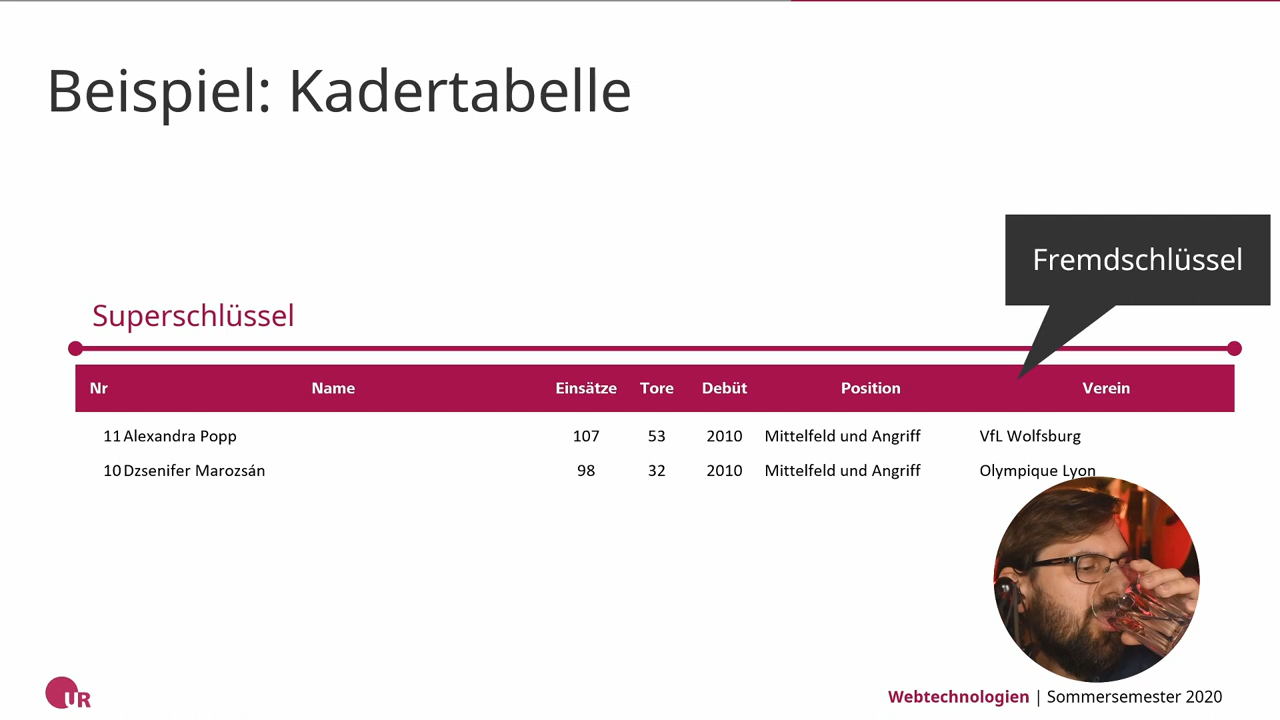 Beispiel: Kadertabelle
Fremdschlüssel
Superschlüssel
Nr Name Einsätze Tore Debüt Position Verein
11 Alexandra Popp 107 53 2010 Mittelfeld und Angriff VfL Wolfsburg
10 Dzsenifer Marozsán 98 32 2010 Mittelfeld und Angriff Olympique Lyon
UR
Webtechnologien | Sommersemester 2020